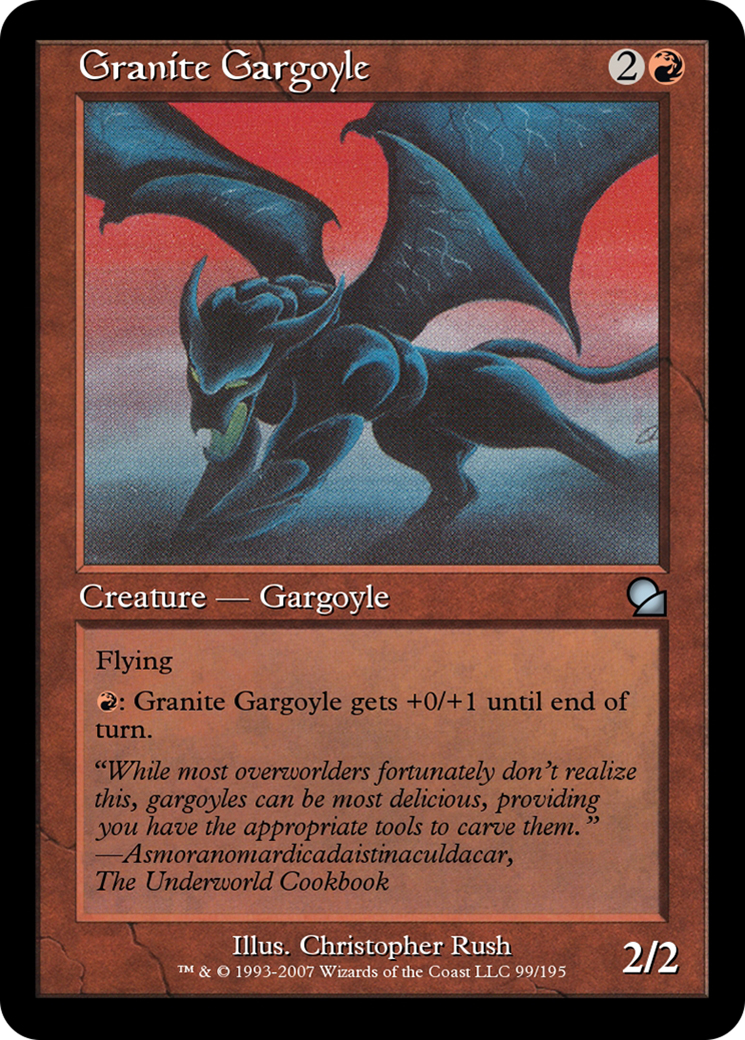 Granite Gargoyle 2
Creature — Gargoyle
Flying
: Granite Gargoyle gets +0/+1 until end of
turn.
“While most overworlders fortunately don’t realize
this, gargoyles can be most delicious, providing
you have the appropriate tools to carve them.”
—Asmoranomardicadaistinaculdacar,
The Underworld Cookbook
Illus. Christopher Rush
™ & © 1993-2007 Wizards of the Coast LLC 99/195
2/2